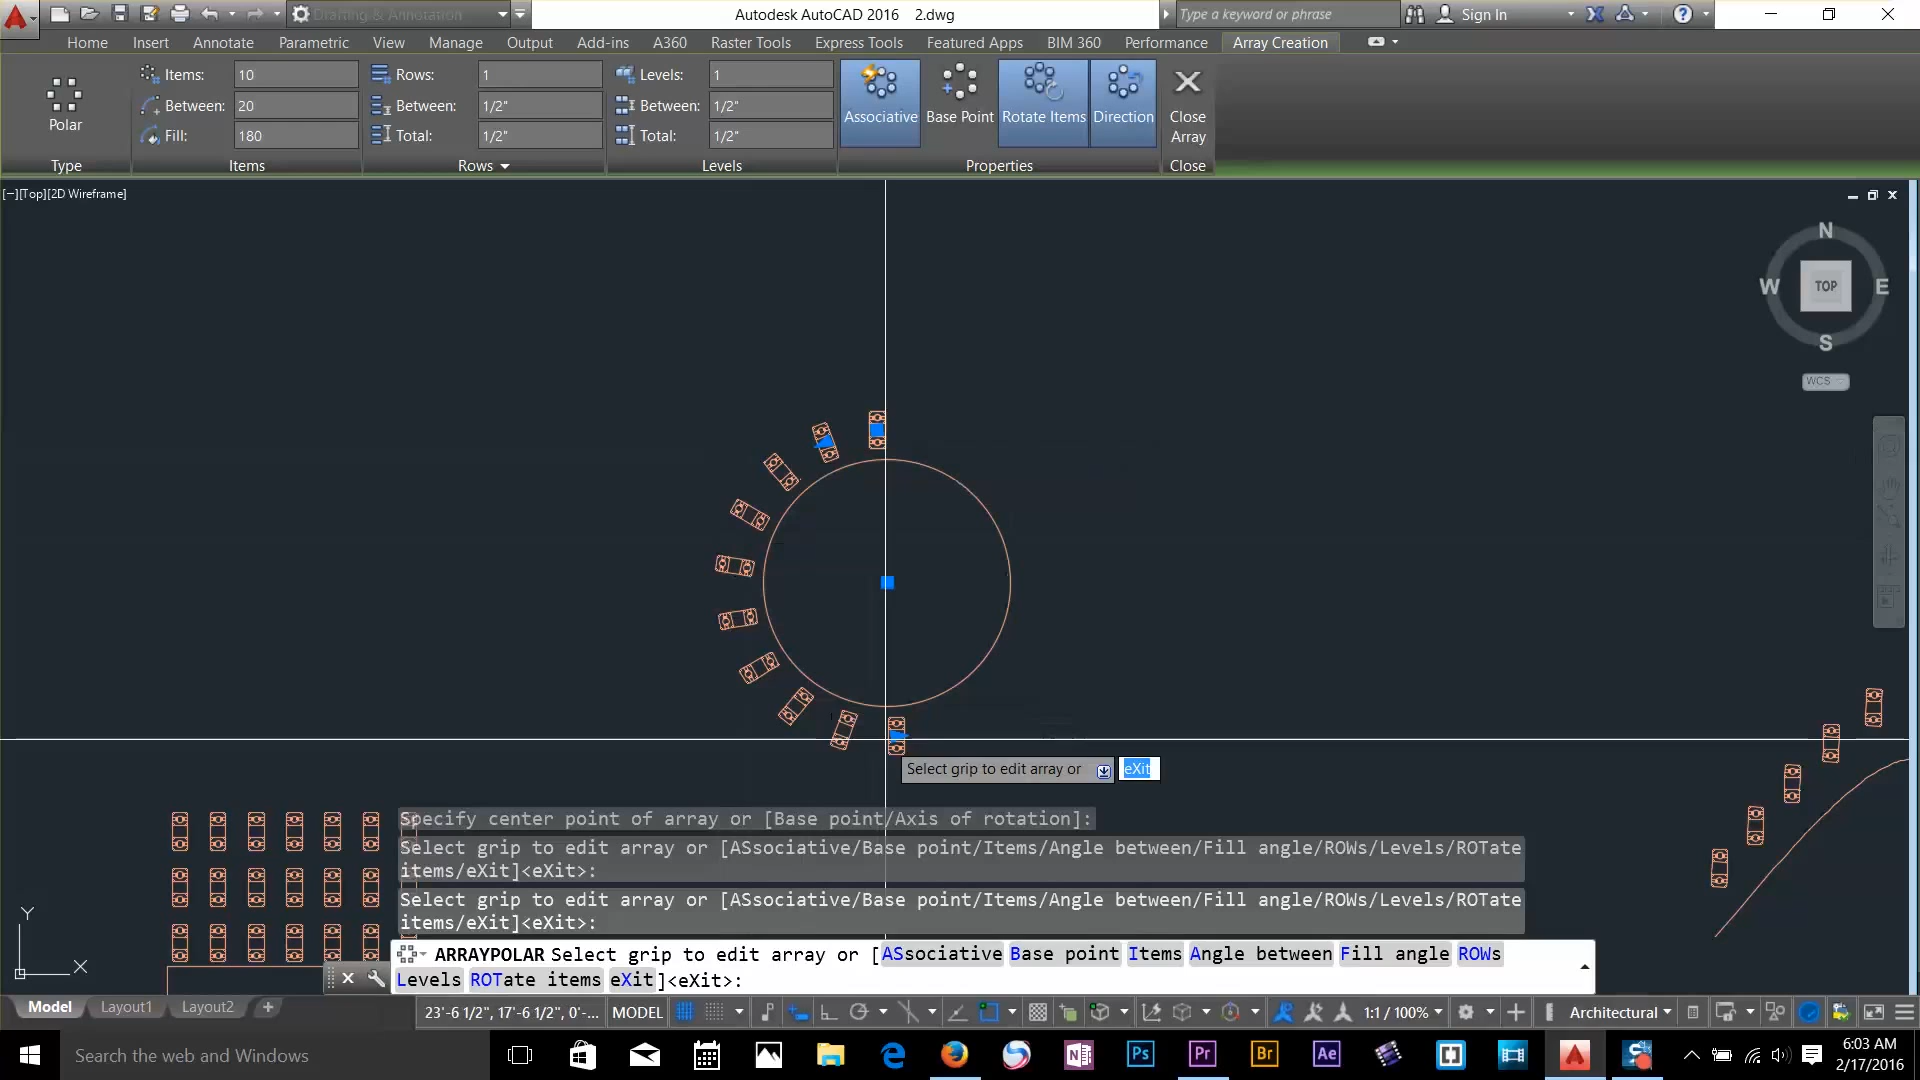 Drafting & Annotation
Autodesk AutoCAD 2016 2.dwg
Type a keyword or phrase
Sign In
Home Insert Annotate Parametric View Manage Output Add-ins A360 Raster Tools Express Tools Featured Apps BIM 360 Performance Array Creation
Items: 10 Rows: 1 Levels: 1
Between: 20 Between: 1/2" Between: 1/2"
Fill: 180 Total: 1/2" Total: 1/2"
Polar
Associative Base Point Rotate Items Direction Close
Array
Type Items Rows Levels Properties Close
[−][Top][2D Wireframe]
N
W TOP E
S
WCS
Select grip to edit array or eXit
Specify center point of array or [Base point/Axis of rotation]:
Select grip to edit array or [ASsociative/Base point/Items/Angle between/Fill angle/ROWs/Levels/ROTate
items/eXit]<eXit>:
Select grip to edit array or [ASsociative/Base point/Items/Angle between/Fill angle/ROWs/Levels/ROTate
items/eXit]<eXit>:
ARRAYPOLAR Select grip to edit array or [ASsociative Base point Items Angle between Fill angle ROWs
Levels ROTate items eXit]<eXit>:
Y
X
Model Layout1 Layout2 +
23'-6 1/2", 17'-6 1/2", 0'-... MODEL 1:1 / 100% Architectural
Search the web and Windows
N Ps Pr Br Ae
6:03 AM
2/17/2016